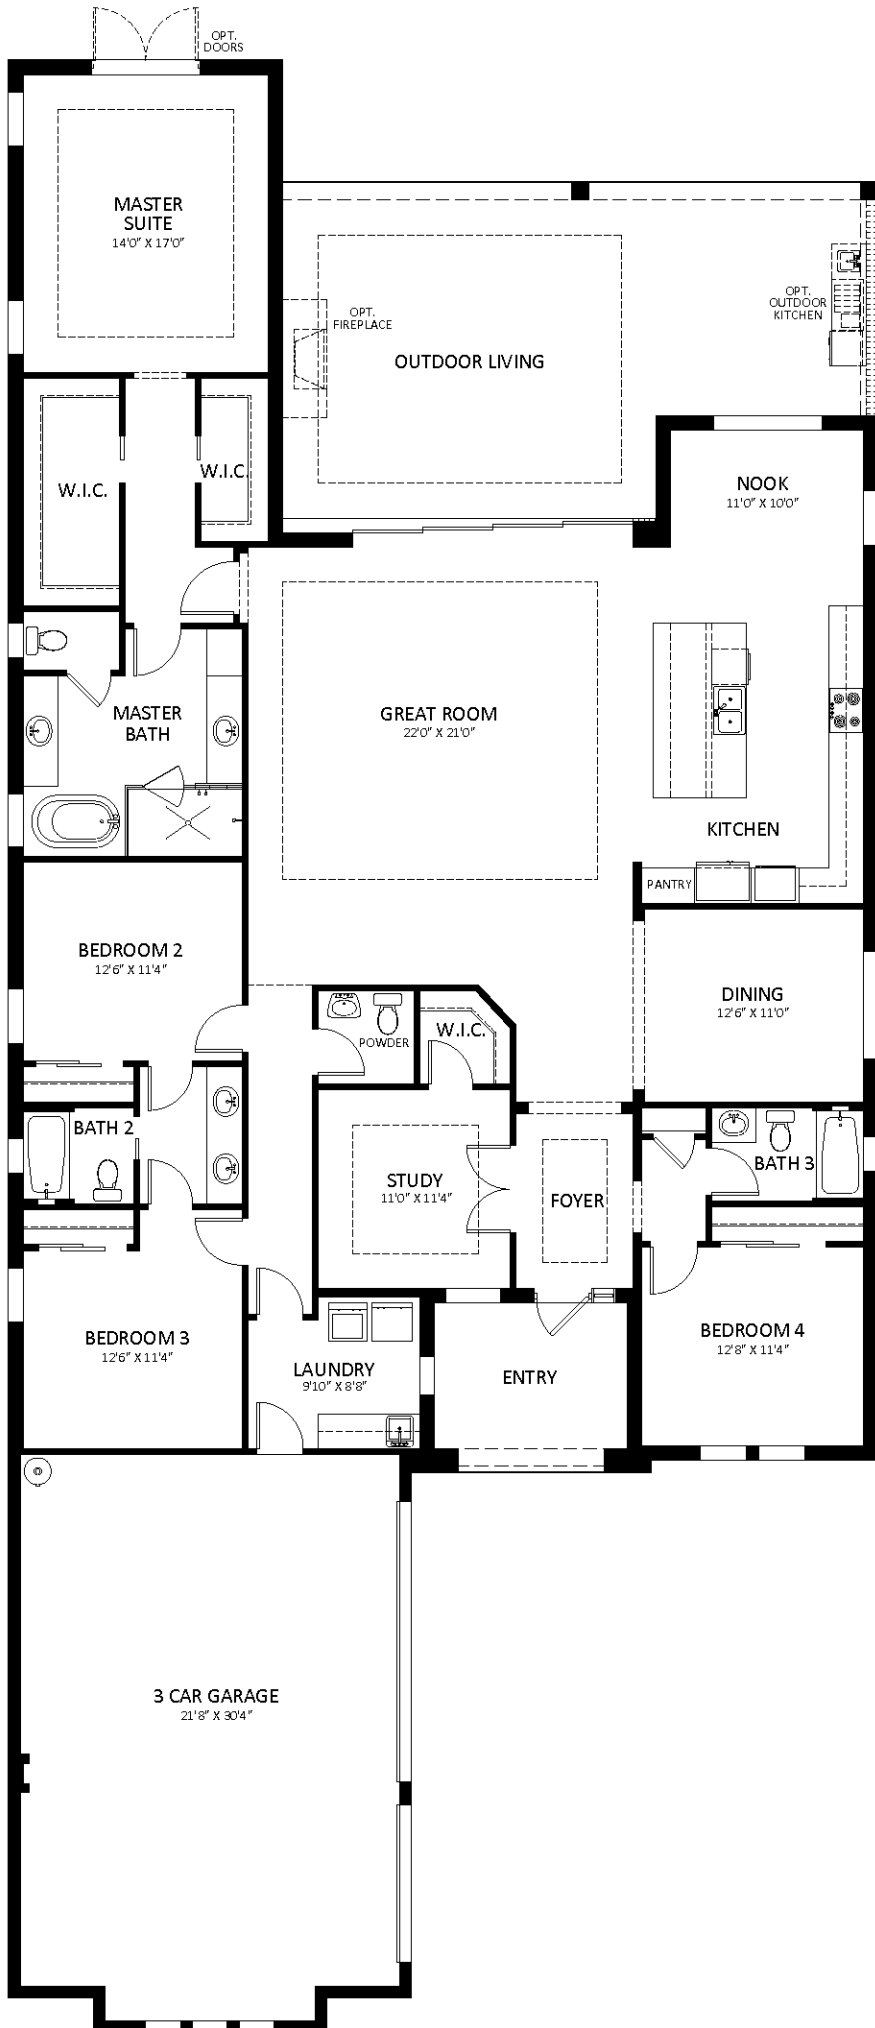 OPT.
DOORS
MASTER
SUITE
14'0" X 17'0"
OPT.
FIREPLACE
OPT.
OUTDOOR
KITCHEN
OUTDOOR LIVING
W.I.C.
W.I.C.
NOOK
11'0" X 10'0"
MASTER
BATH
GREAT ROOM
22'0" X 21'0"
KITCHEN
PANTRY
BEDROOM 2
12'6" X 11'4"
DINING
12'6" X 11'0"
POWDER
W.I.C.
BATH 2
STUDY
11'0" X 11'4"
FOYER
BATH 3
BEDROOM 3
12'6" X 11'4"
LAUNDRY
9'10" X 8'8"
ENTRY
BEDROOM 4
12'8" X 11'4"
3 CAR GARAGE
21'8" X 30'4"